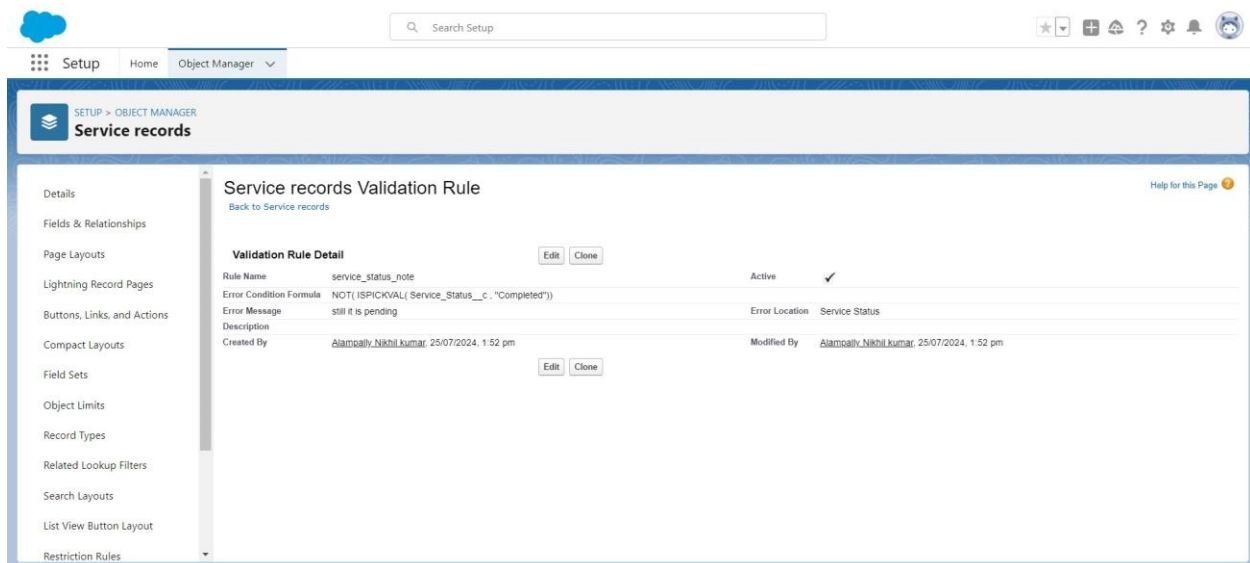 Search Setup
Setup Home Object Manager
SETUP > OBJECT MANAGER
Service records
Details
Fields & Relationships
Page Layouts
Lightning Record Pages
Buttons, Links, and Actions
Compact Layouts
Field Sets
Object Limits
Record Types
Related Lookup Filters
Search Layouts
List View Button Layout
Restriction Rules
Service records Validation Rule
Help for this Page
Back to Service records
Validation Rule Detail Edit Clone
Rule Name service_status_note Active
Error Condition Formula NOT( ISPICKVAL( Service_Status__c , "Completed"))
Error Message still it is pending Error Location Service Status
Description
Created By Alampally Nikhil kumar, 25/07/2024, 1:52 pm Modified By Alampally Nikhil kumar, 25/07/2024, 1:52 pm
Edit Clone